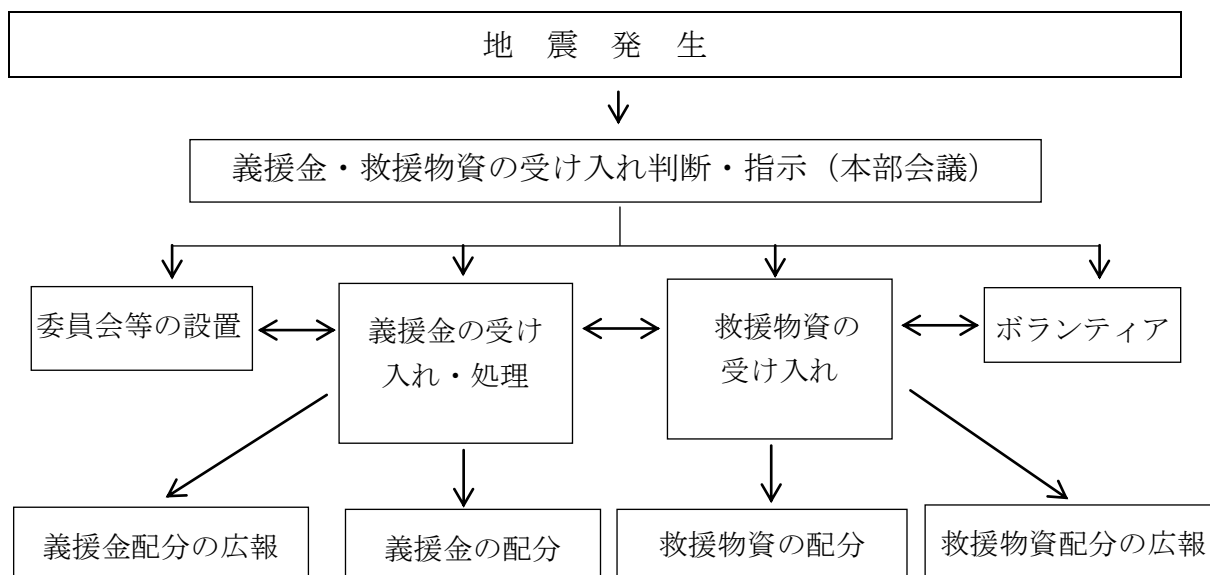 地 震 発 生
義援金・救援物資の受け入れ判断・指示（本部会議）
委員会等の設置
義援金の受け
入れ・処理
救援物資の
受け入れ
ボランティア
義援金配分の広報
義援金の配分
救援物資の配分
救援物資配分の広報